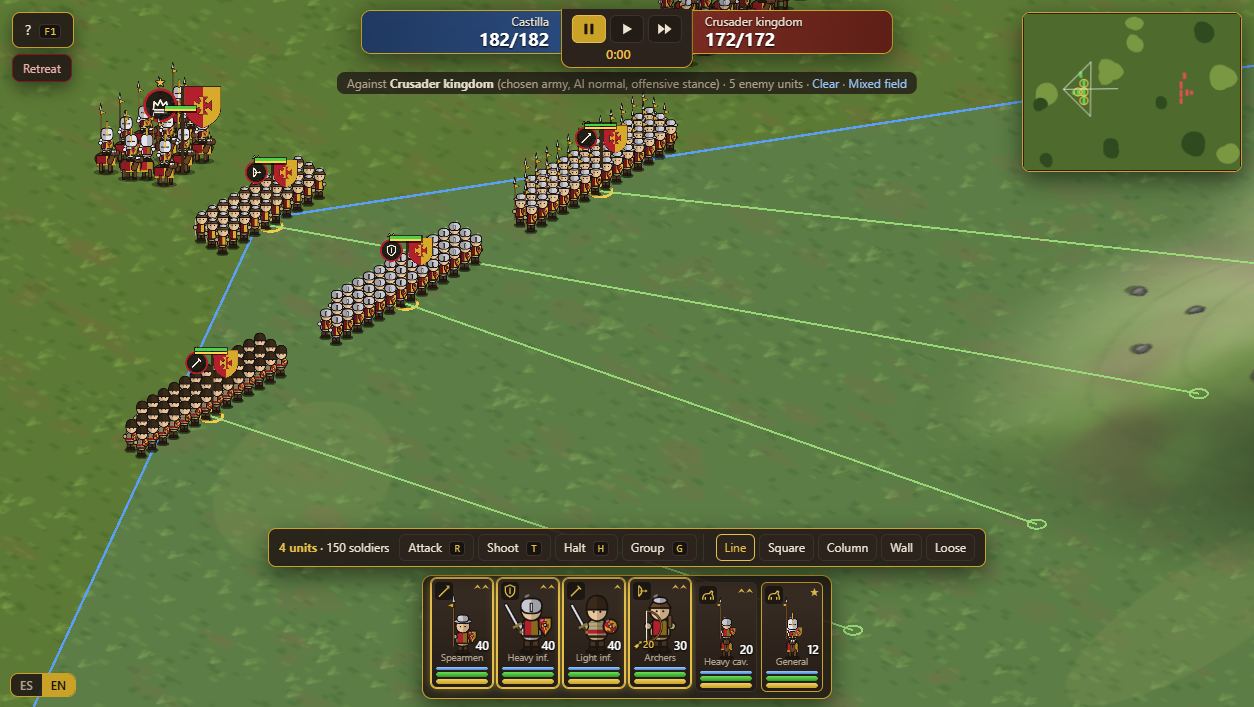 ? F1
Retreat
Castilla
182/182
0:00
Crusader kingdom
172/172
Against Crusader kingdom (chosen army, AI normal, offensive stance) · 5 enemy units · Clear · Mixed field
4 units · 150 soldiers Attack R Shoot T Halt H Group G Line Square Column Wall Loose
40 40 40 20 30 20 12
Spearmen Heavy inf. Light inf. Archers Heavy cav. General
ES EN